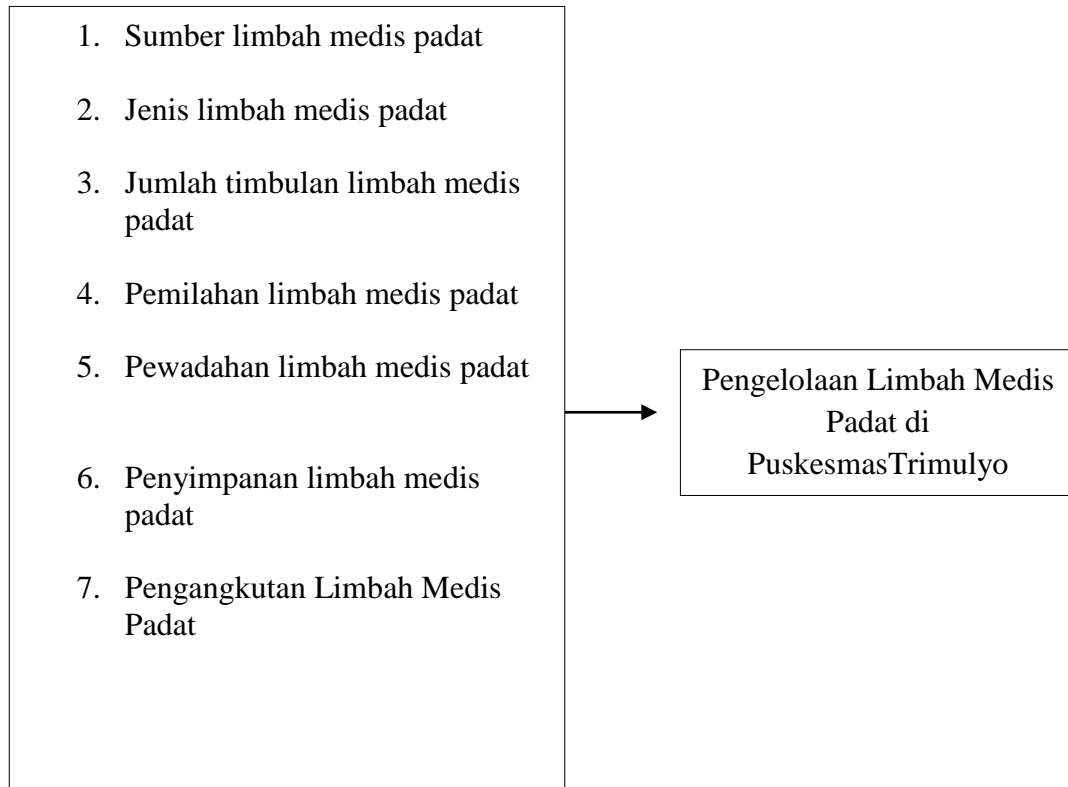 1. Sumber limbah medis padat
2. Jenis limbah medis padat
3. Jumlah timbulan limbah medis
padat
4. Pemilahan limbah medis padat
5. Pewadahan limbah medis padat
6. Penyimpanan limbah medis
padat
7. Pengangkutan Limbah Medis
Padat
Pengelolaan Limbah Medis
Padat di
PuskesmasTrimulyo